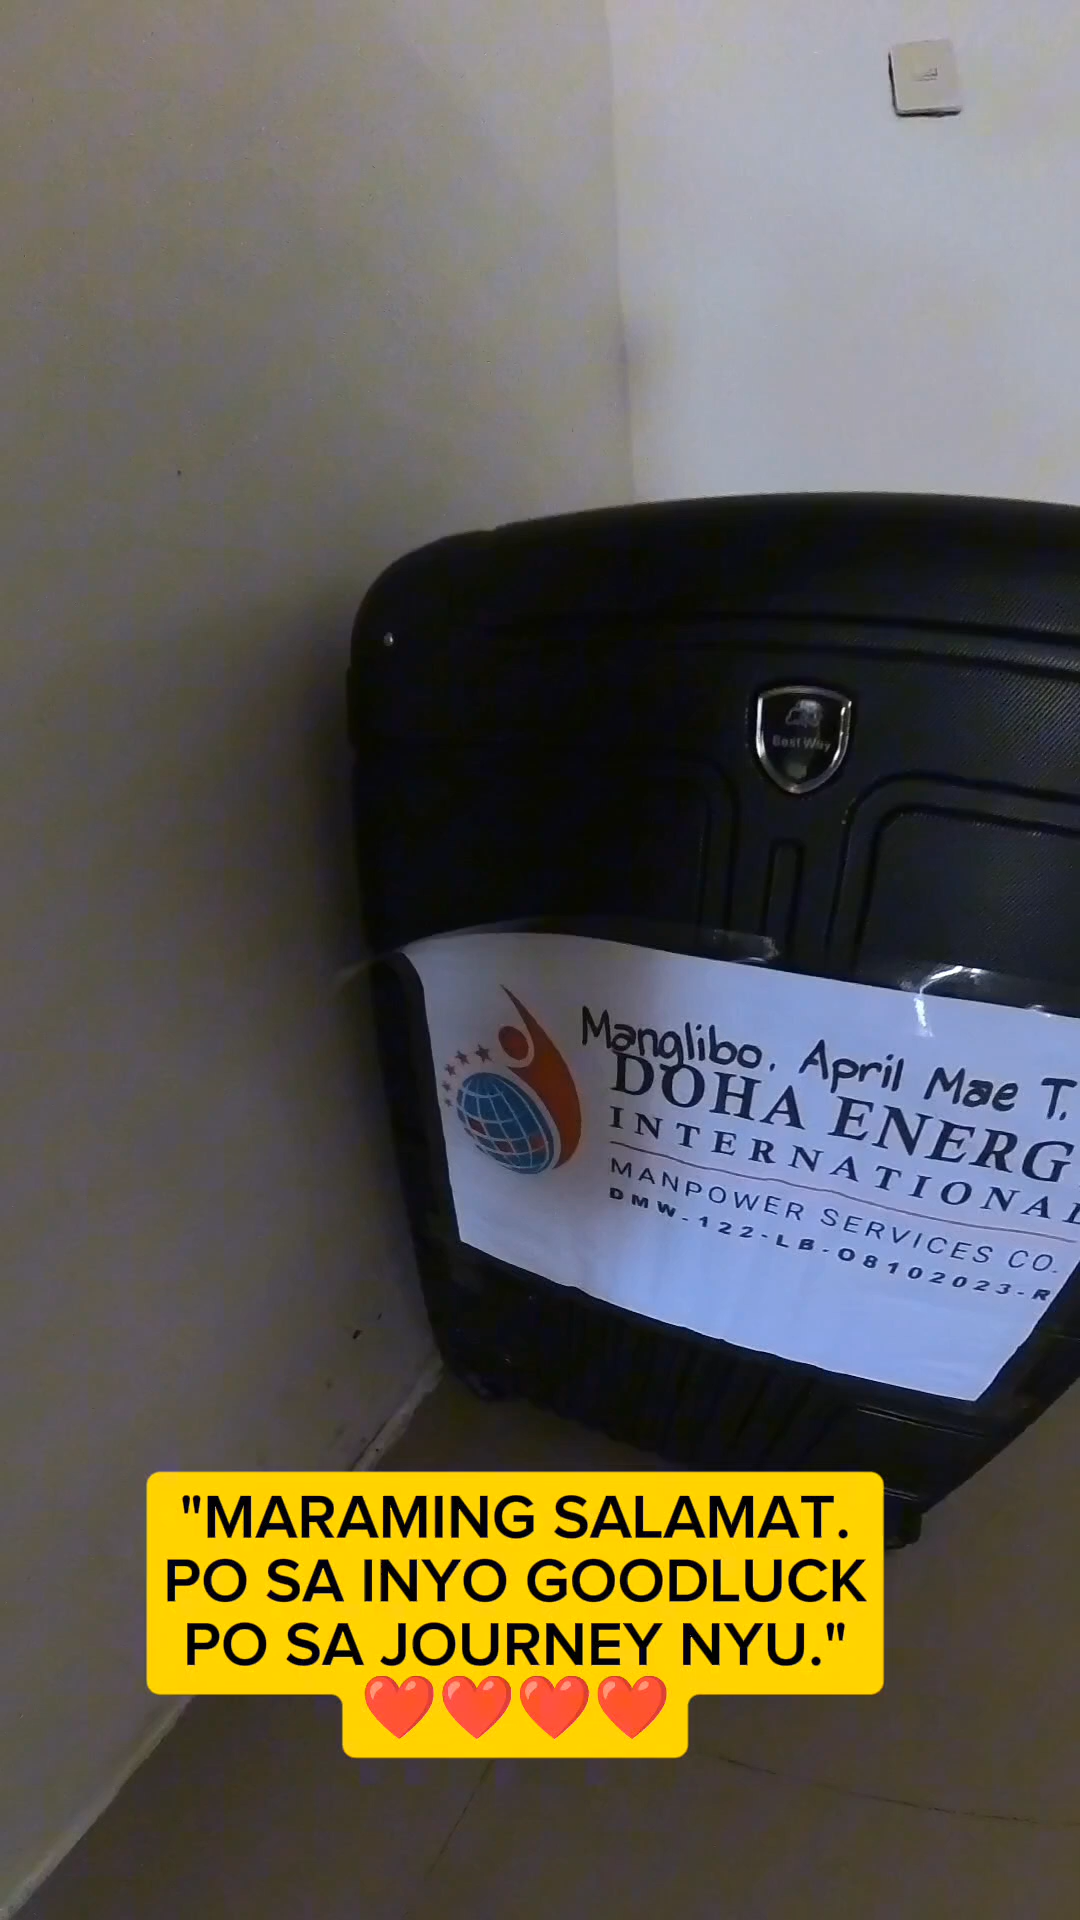 Best Way
Manglibo, April Mae T.
DOHA ENERG
INTERNATIONAL
MANPOWER SERVICES CO.
DMW-122-LB-08102023-R
"MARAMING SALAMAT.
PO SA INYO GOODLUCK
PO SA JOURNEY NYU."
❤️❤️❤️❤️